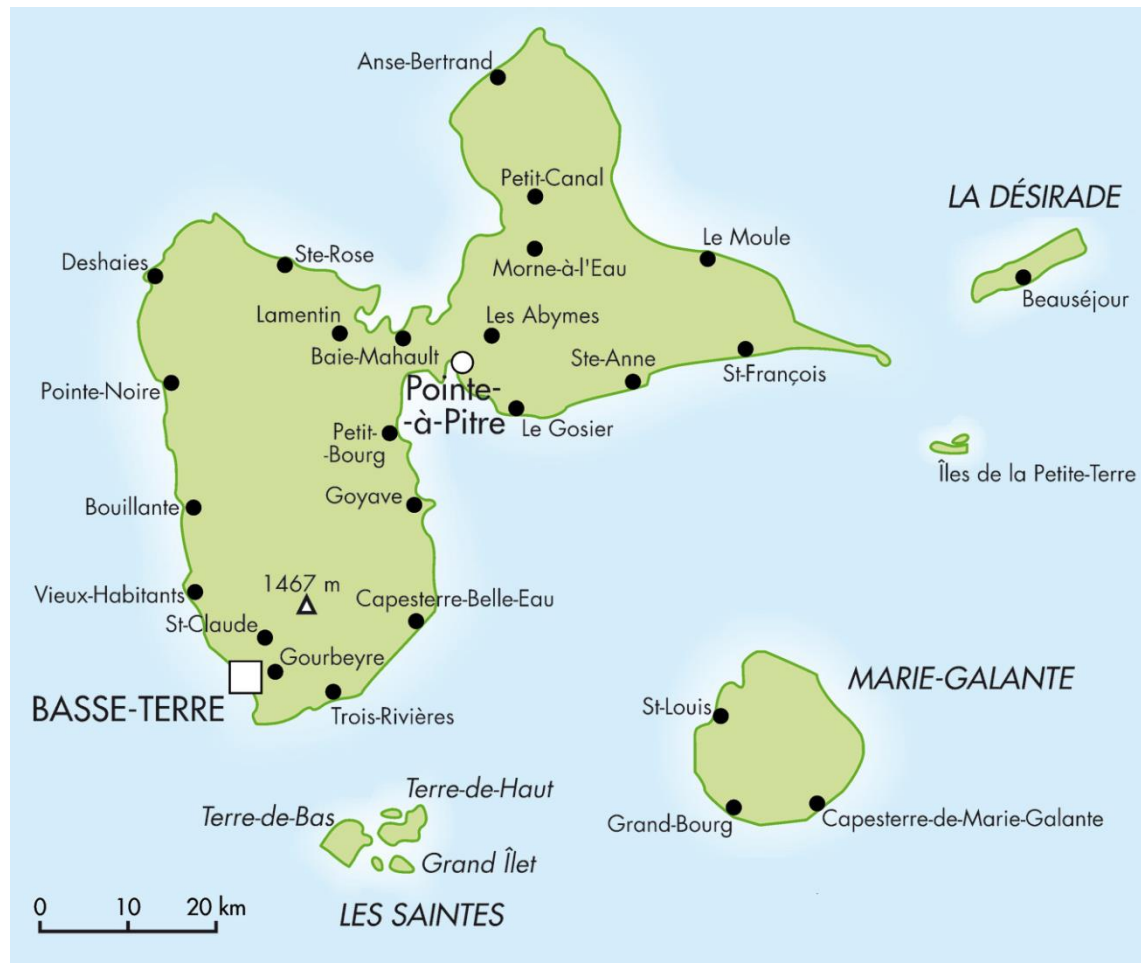 Anse-Bertrand
Petit-Canal
LA DÉSIRADE
Le Moule
Ste-Rose
Deshaies
Morne-à-l'Eau
Beauséjour
Lamentin
Les Abymes
Baie-Mahault
Ste-Anne
St-François
Pointe-Noire
Pointe-
-à-Pitre
Le Gosier
Petit-
-Bourg
Îles de la Petite-Terre
Goyave
Bouillante
1467 m
Vieux-Habitants
Capesterre-Belle-Eau
St-Claude
Gourbeyre
MARIE-GALANTE
BASSE-TERRE
St-Louis
Trois-Rivières
Terre-de-Haut
Terre-de-Bas
Grand-Bourg
Capesterre-de-Marie-Galante
Grand Îlet
0 10 20 km
LES SAINTES